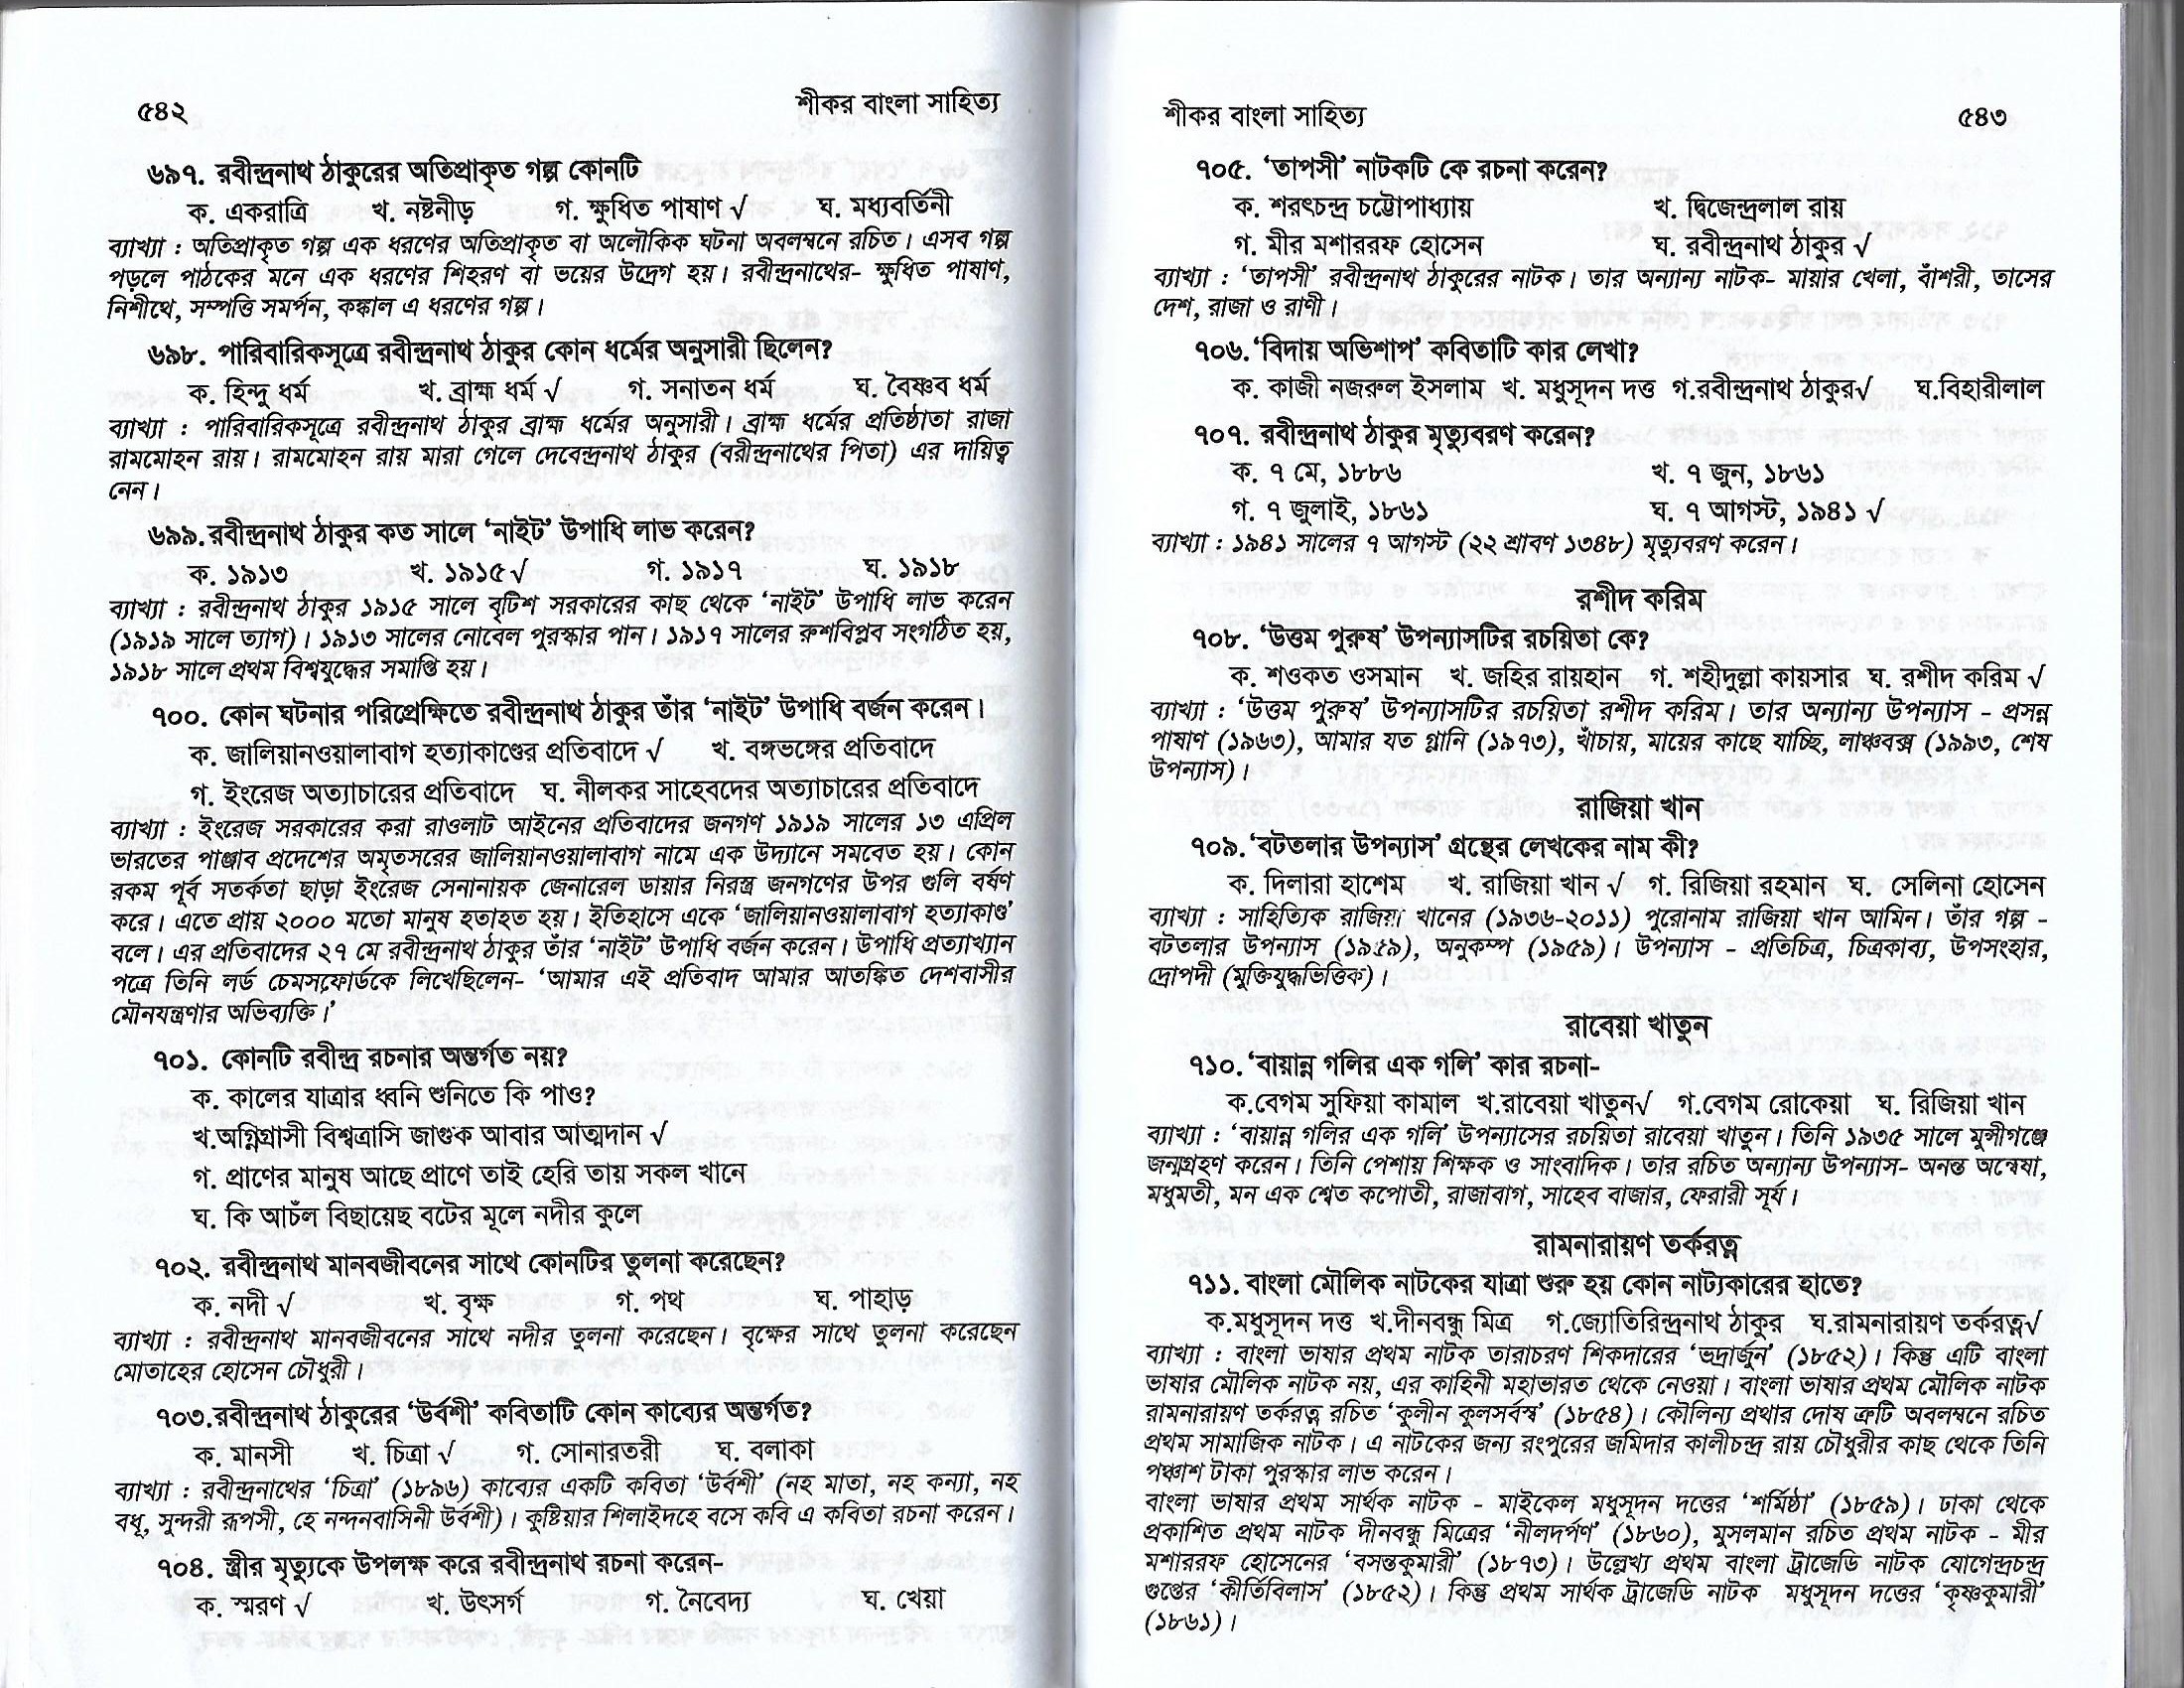 ৫৪২
শীকর বাংলা সাহিত্য
৬৯৭. রবীন্দ্রনাথ ঠাকুরের অতিপ্রাকৃত গল্প কোনটি
ক. একরাত্রি খ. নষ্টনীড় গ. ক্ষুধিত পাষাণ √ ঘ. মধ্যবর্তিনী
ব্যাখ্যা : অতিপ্রাকৃত গল্প এক ধরণের অতিপ্রাকৃত বা অলৌকিক ঘটনা অবলম্বনে রচিত। এসব গল্প
পড়লে পাঠকের মনে এক ধরণের শিহরণ বা ভয়ের উদ্রেগ হয়। রবীন্দ্রনাথের- ক্ষুধিত পাষাণ,
নিশীথে, সম্পত্তি সমর্পন, কঙ্কাল এ ধরণের গল্প।
৬৯৮. পারিবারিকসূত্রে রবীন্দ্রনাথ ঠাকুর কোন ধর্মের অনুসারী ছিলেন?
ক. হিন্দু ধর্ম খ. ব্রাহ্ম ধর্ম √ গ. সনাতন ধর্ম ঘ. বৈষ্ণব ধর্ম
ব্যাখ্যা : পারিবারিকসূত্রে রবীন্দ্রনাথ ঠাকুর ব্রাহ্ম ধর্মের অনুসারী। ব্রাহ্ম ধর্মের প্রতিষ্ঠাতা রাজা
রামমোহন রায়। রামমোহন রায় মারা গেলে দেবেন্দ্রনাথ ঠাকুর (বরীন্দ্রনাথের পিতা) এর দায়িত্ব
নেন।
৬৯৯. রবীন্দ্রনাথ ঠাকুর কত সালে ‘নাইট’ উপাধি লাভ করেন?
ক. ১৯১৩ খ. ১৯১৫ √ গ. ১৯১৭ ঘ. ১৯১৮
ব্যাখ্যা : রবীন্দ্রনাথ ঠাকুর ১৯১৫ সালে বৃটিশ সরকারের কাছ থেকে ‘নাইট’ উপাধি লাভ করেন
(১৯১৯ সালে ত্যাগ)। ১৯১৩ সালের নোবেল পুরস্কার পান। ১৯১৭ সালের রুশবিপ্লব সংগঠিত হয়,
১৯১৮ সালে প্রথম বিশ্বযুদ্ধের সমাপ্তি হয়।
৭০০. কোন ঘটনার পরিপ্রেক্ষিতে রবীন্দ্রনাথ ঠাকুর তাঁর ‘নাইট’ উপাধি বর্জন করেন।
ক. জালিয়ানওয়ালাবাগ হত্যাকাণ্ডের প্রতিবাদে √ খ. বঙ্গভঙ্গের প্রতিবাদে
গ. ইংরেজ অত্যাচারের প্রতিবাদে ঘ. নীলকর সাহেবদের অত্যাচারের প্রতিবাদে
ব্যাখ্যা : ইংরেজ সরকারের করা রাওলাট আইনের প্রতিবাদের জনগণ ১৯১৯ সালের ১৩ এপ্রিল
ভারতের পাঞ্জাব প্রদেশের অমৃতসরের জালিয়ানওয়ালাবাগ নামে এক উদ্যানে সমবেত হয়। কোন
রকম পূর্ব সতর্কতা ছাড়া ইংরেজ সেনানায়ক জেনারেল ডায়ার নিরস্ত্র জনগণের উপর গুলি বর্ষণ
করে। এতে প্রায় ২০০০ মতো মানুষ হতাহত হয়। ইতিহাসে একে ‘জালিয়ানওয়ালাবাগ হত্যাকাণ্ড’
বলে। এর প্রতিবাদের ২৭ মে রবীন্দ্রনাথ ঠাকুর তাঁর ‘নাইট’ উপাধি বর্জন করেন। উপাধি প্রত্যাখ্যান
পত্রে তিনি লর্ড চেমসফোর্ডকে লিখেছিলেন- ‘আমার এই প্রতিবাদ আমার আতঙ্কিত দেশবাসীর
মৌনযন্ত্রণার অভিব্যক্তি।’
৭০১. কোনটি রবীন্দ্র রচনার অন্তর্গত নয়?
ক. কালের যাত্রার ধ্বনি শুনিতে কি পাও?
খ.অগ্নিগ্রাসী বিশ্বত্রাসি জাগুক আবার আত্মদান √
গ. প্রাণের মানুষ আছে প্রাণে তাই হেরি তায় সকল খানে
ঘ. কি আচঁল বিছায়েছ বটের মূলে নদীর কুলে
৭০২. রবীন্দ্রনাথ মানবজীবনের সাথে কোনটির তুলনা করেছেন?
ক. নদী √ খ. বৃক্ষ গ. পথ ঘ. পাহাড়
ব্যাখ্যা : রবীন্দ্রনাথ মানবজীবনের সাথে নদীর তুলনা করেছেন। বৃক্ষের সাথে তুলনা করেছেন
মোতাহের হোসেন চৌধুরী।
৭০৩.রবীন্দ্রনাথ ঠাকুরের ‘উর্বশী’ কবিতাটি কোন কাব্যের অন্তর্গত?
ক. মানসী খ. চিত্রা √ গ. সোনারতরী ঘ. বলাকা
ব্যাখ্যা : রবীন্দ্রনাথের ‘চিত্রা’ (১৮৯৬) কাব্যের একটি কবিতা ‘উর্বশী’ (নহ মাতা, নহ কন্যা, নহ
বধূ, সুন্দরী রূপসী, হে নন্দনবাসিনী উর্বশী)। কুষ্টিয়ার শিলাইদহে বসে কবি এ কবিতা রচনা করেন।
৭০৪. স্ত্রীর মৃত্যুকে উপলক্ষ করে রবীন্দ্রনাথ রচনা করেন-
ক. স্মরণ √ খ. উৎসর্গ গ. নৈবেদ্য ঘ. খেয়া
শীকর বাংলা সাহিত্য
৫৪৩
৭০৫. ‘তাপসী’ নাটকটি কে রচনা করেন?
ক. শরৎচন্দ্র চট্টোপাধ্যায় খ. দ্বিজেন্দ্রলাল রায়
গ. মীর মশাররফ হোসেন ঘ. রবীন্দ্রনাথ ঠাকুর √
ব্যাখ্যা : ‘তাপসী’ রবীন্দ্রনাথ ঠাকুরের নাটক। তার অন্যান্য নাটক- মায়ার খেলা, বাঁশরী, তাসের
দেশ, রাজা ও রাণী।
৭০৬.‘বিদায় অভিশাপ’ কবিতাটি কার লেখা?
ক. কাজী নজরুল ইসলাম খ. মধুসূদন দত্ত গ.রবীন্দ্রনাথ ঠাকুর√ ঘ.বিহারীলাল
৭০৭. রবীন্দ্রনাথ ঠাকুর মৃত্যুবরণ করেন?
ক. ৭ মে, ১৮৮৬ খ. ৭ জুন, ১৮৬১
গ. ৭ জুলাই, ১৮৬১ ঘ. ৭ আগস্ট, ১৯৪১ √
ব্যাখ্যা : ১৯৪১ সালের ৭ আগস্ট (২২ শ্রাবণ ১৩৪৮) মৃত্যুবরণ করেন।
রশীদ করিম
৭০৮. ‘উত্তম পুরুষ’ উপন্যাসটির রচয়িতা কে?
ক. শওকত ওসমান খ. জহির রায়হান গ. শহীদুল্লা কায়সার ঘ. রশীদ করিম √
ব্যাখ্যা : ‘উত্তম পুরুষ’ উপন্যাসটির রচয়িতা রশীদ করিম। তার অন্যান্য উপন্যাস - প্রসন্ন
পাষাণ (১৯৬৩), আমার যত গ্লানি (১৯৭৩), খাঁচায়, মায়ের কাছে যাচ্ছি, লাঞ্চবক্স (১৯৯৩, শেষ
উপন্যাস)।
রাজিয়া খান
৭০৯.‘বটতলার উপন্যাস’ গ্রন্থের লেখকের নাম কী?
ক. দিলারা হাশেম খ. রাজিয়া খান √ গ. রিজিয়া রহমান ঘ. সেলিনা হোসেন
ব্যাখ্যা : সাহিত্যিক রাজিয়া খানের (১৯৩৬-২০১১) পুরোনাম রাজিয়া খান আমিন। তাঁর গল্প -
বটতলার উপন্যাস (১৯৫৯), অনুকম্প (১৯৫৯)। উপন্যাস - প্রতিচিত্র, চিত্রকাব্য, উপসংহার,
দ্রোপদী (মুক্তিযুদ্ধভিত্তিক)।
রাবেয়া খাতুন
৭১০.‘বায়ান্ন গলির এক গলি’ কার রচনা-
ক.বেগম সুফিয়া কামাল খ.রাবেয়া খাতুন√ গ.বেগম রোকেয়া ঘ. রিজিয়া খান
ব্যাখ্যা : ‘বায়ান্ন গলির এক গলি’ উপন্যাসের রচয়িতা রাবেয়া খাতুন। তিনি ১৯৩৫ সালে মুন্সীগঞ্জে
জন্মগ্রহণ করেন। তিনি পেশায় শিক্ষক ও সাংবাদিক। তার রচিত অন্যান্য উপন্যাস- অনন্ত অন্বেষা,
মধুমতী, মন এক শ্বেত কপোতী, রাজাবাগ, সাহেব বাজার, ফেরারী সূর্য।
রামনারায়ণ তর্করত্ন
৭১১. বাংলা মৌলিক নাটকের যাত্রা শুরু হয় কোন নাট্যকারের হাতে?
ক.মধুসূদন দত্ত খ.দীনবন্ধু মিত্র গ.জ্যোতিরিন্দ্রনাথ ঠাকুর ঘ.রামনারায়ণ তর্করত্ন√
ব্যাখ্যা : বাংলা ভাষার প্রথম নাটক তারাচরণ শিকদারের ‘ভদ্রার্জুন’ (১৮৫২)। কিন্তু এটি বাংলা
ভাষার মৌলিক নাটক নয়, এর কাহিনী মহাভারত থেকে নেওয়া। বাংলা ভাষার প্রথম মৌলিক নাটক
রামনারায়ণ তর্করত্ন রচিত ‘কুলীন কুলসর্বস্ব’ (১৮৫৪)। কৌলিন্য প্রথার দোষ ত্রুটি অবলম্বনে রচিত
প্রথম সামাজিক নাটক। এ নাটকের জন্য রংপুরের জমিদার কালীচন্দ্র রায় চৌধুরীর কাছ থেকে তিনি
পঞ্চাশ টাকা পুরস্কার লাভ করেন।
বাংলা ভাষার প্রথম সার্থক নাটক - মাইকেল মধুসূদন দত্তের ‘শর্মিষ্ঠা’ (১৮৫৯)। ঢাকা থেকে
প্রকাশিত প্রথম নাটক দীনবন্ধু মিত্রের ‘নীলদর্পণ’ (১৮৬০), মুসলমান রচিত প্রথম নাটক - মীর
মশাররফ হোসেনের ‘বসন্তকুমারী’ (১৮৭৩)। উল্লেখ্য প্রথম বাংলা ট্রাজেডি নাটক যোগেন্দ্রচন্দ্র
গুপ্তের ‘কীর্তিবিলাস’ (১৮৫২)। কিন্তু প্রথম সার্থক ট্রাজেডি নাটক মধুসূদন দত্তের ‘কৃষ্ণকুমারী’
(১৮৬১)।